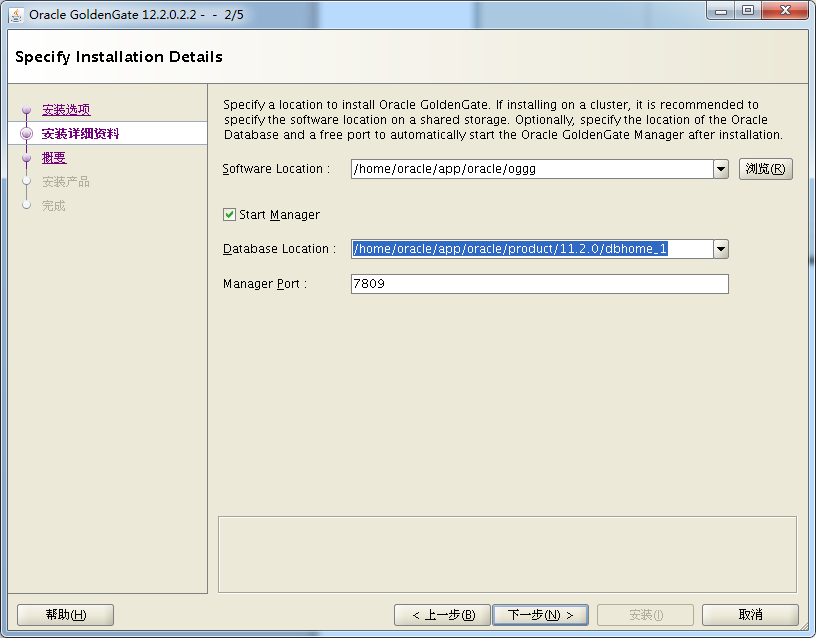 Oracle GoldenGate 12.2.0.2.2 - - 2/5
Specify Installation Details
安装选项
安装详细资料
概要
安装产品
完成
Specify a location to install Oracle GoldenGate. If installing on a cluster, it is recommended to
specify the software location on a shared storage. Optionally, specify the location of the Oracle
Database and a free port to automatically start the Oracle GoldenGate Manager after installation.
Software Location : /home/oracle/app/oracle/oggg 浏览(R)
Start Manager
Database Location : /home/oracle/app/oracle/product/11.2.0/dbhome_1
Manager Port : 7809
帮助(H) < 上一步(B) 下一步(N) > 安装(I) 取消